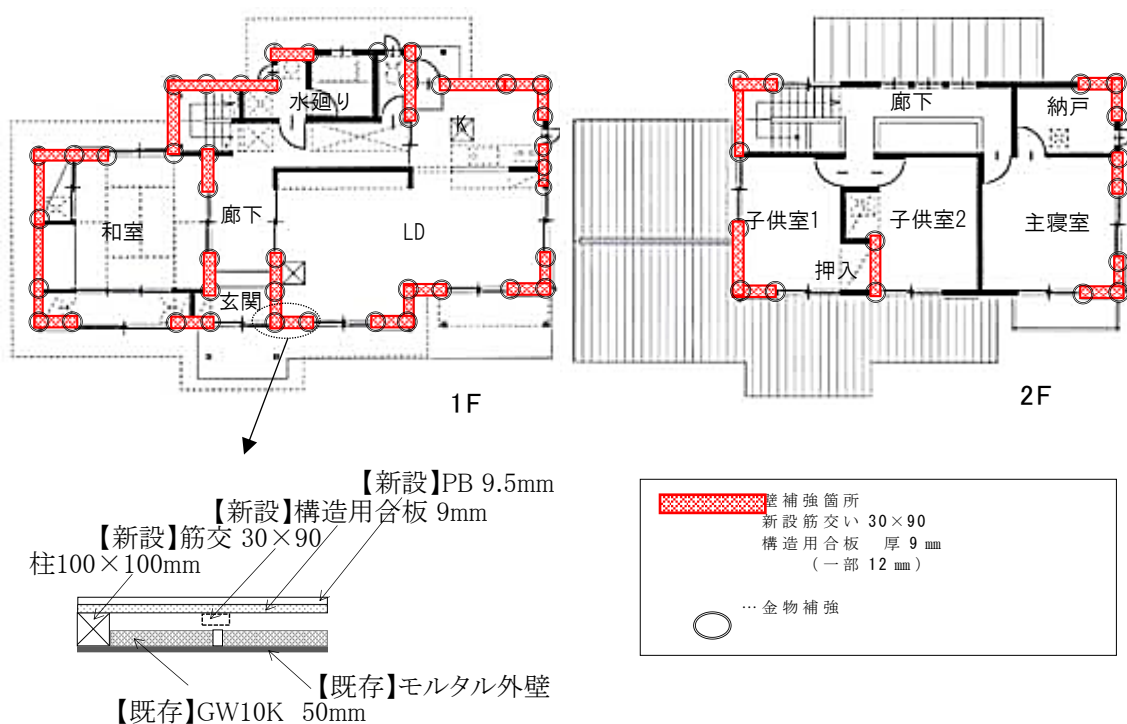 水廻り
K
和室
廊下
LD
玄関
1F
廊下
納戸
子供室1
子供室2
主寝室
押入
2F
【新設】PB 9.5mm
【新設】構造用合板 9mm
【新設】筋交 30×90
柱100×100mm
【既存】モルタル外壁
【既存】GW10K 50mm
壁補強箇所
新設筋交い 30×90
構造用合板 厚 9 mm
(一部 12 mm)
…金物補強